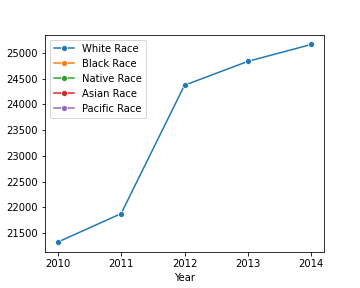 White Race
Black Race
Native Race
Asian Race
Pacific Race
25000
24500
24000
23500
23000
22500
22000
21500
2010 2011 2012 2013 2014
Year